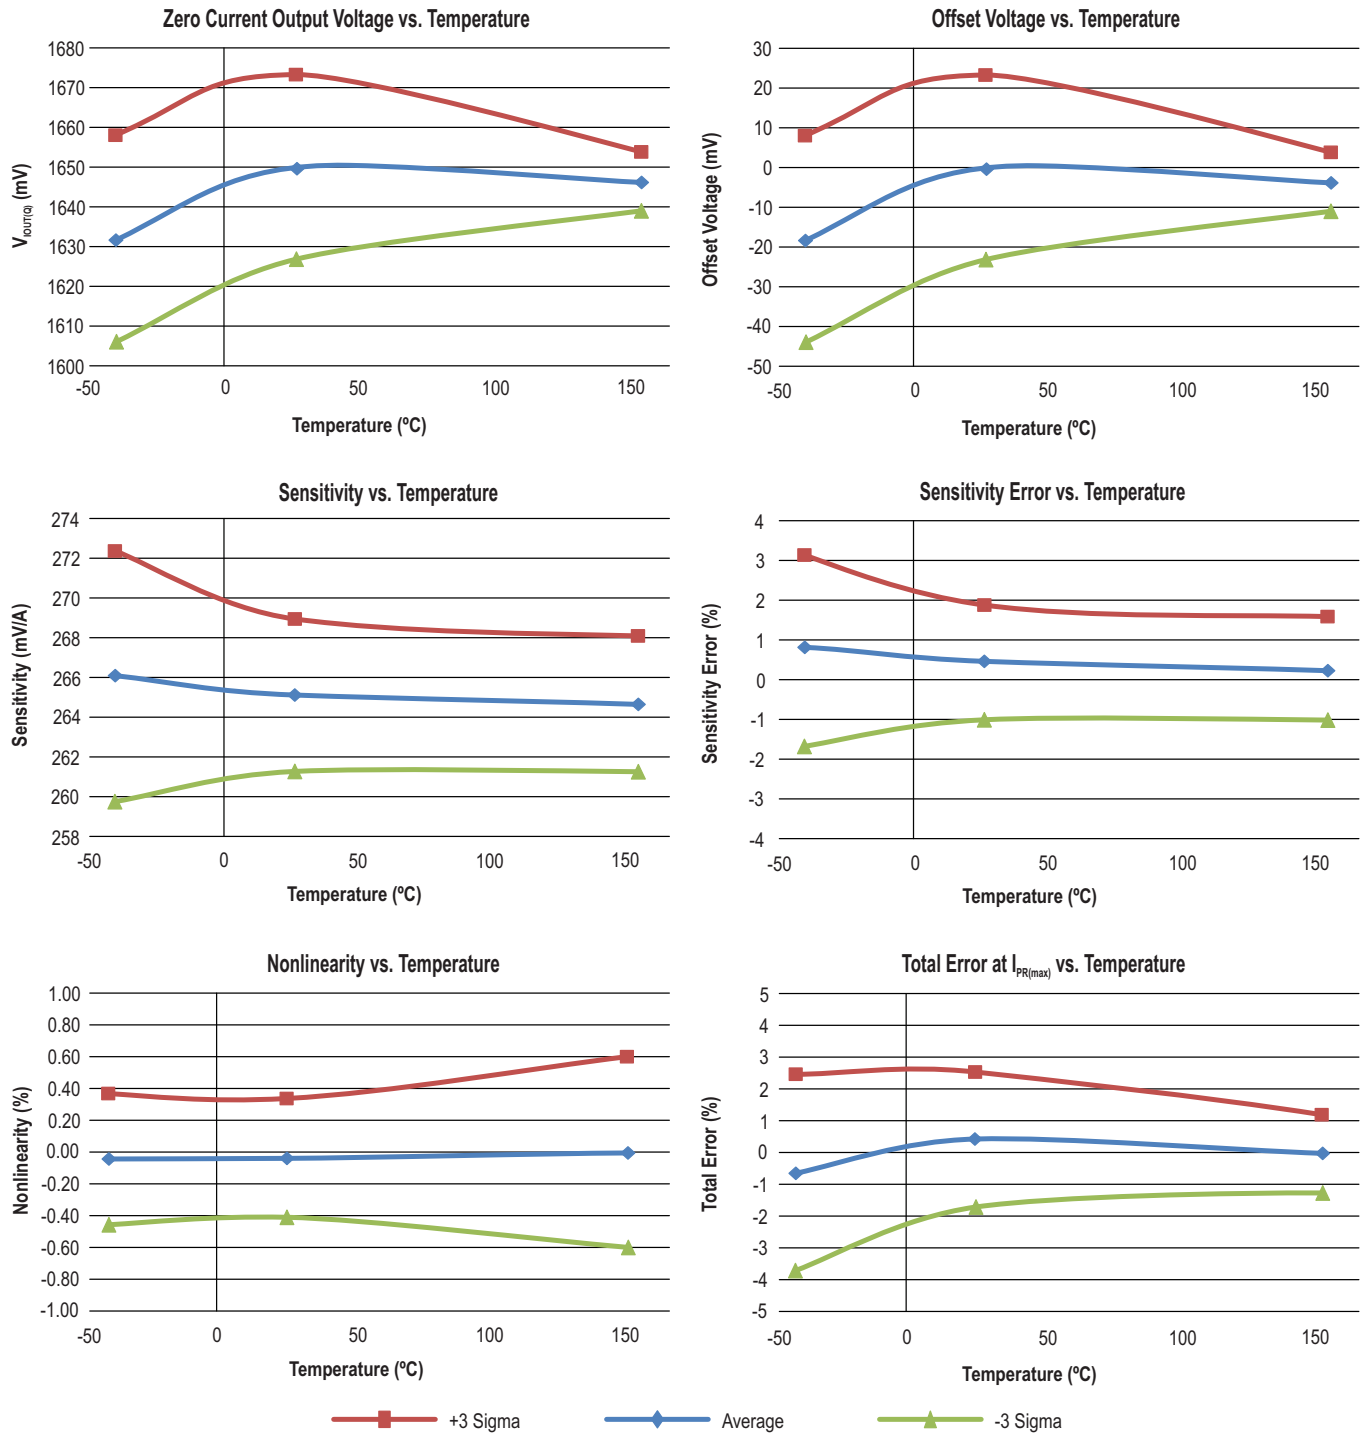 Zero Current Output Voltage vs. Temperature
1680
1670
1660
1650
1640
1630
1620
1610
1600
VIOUT(Q) (mV)
-50 0 50 100 150
Temperature (ºC)
Offset Voltage vs. Temperature
30
20
10
0
-10
-20
-30
-40
-50
Offset Voltage (mV)
-50 0 50 100 150
Temperature (ºC)
Sensitivity vs. Temperature
274
272
270
268
266
264
262
260
258
Sensitivity (mV/A)
-50 0 50 100 150
Temperature (ºC)
Sensitivity Error vs. Temperature
4
3
2
1
0
-1
-2
-3
-4
Sensitivity Error (%)
-50 0 50 100 150
Temperature (ºC)
Nonlinearity vs. Temperature
1.00
0.80
0.60
0.40
0.20
0.00
-0.20
-0.40
-0.60
-0.80
-1.00
Nonlinearity (%)
-50 0 50 100 150
Temperature (ºC)
Total Error at IPR(max) vs. Temperature
5
4
3
2
1
0
-1
-2
-3
-4
-5
Total Error (%)
-50 0 50 100 150
Temperature (ºC)
+3 Sigma Average -3 Sigma